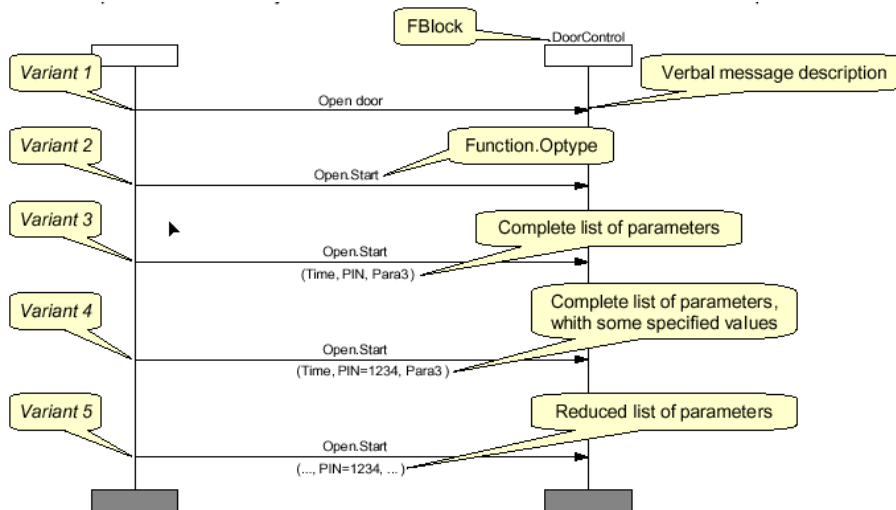 FBlock
DoorControl
Variant 1
Verbal message description
Open door
Variant 2
Function.Optype
Open.Start
Variant 3
Complete list of parameters
Open.Start
(Time, PIN, Para3)
Variant 4
Complete list of parameters,
whith some specified values
Open.Start
(Time, PIN=1234, Para3)
Variant 5
Reduced list of parameters
Open.Start
(..., PIN=1234, ... )